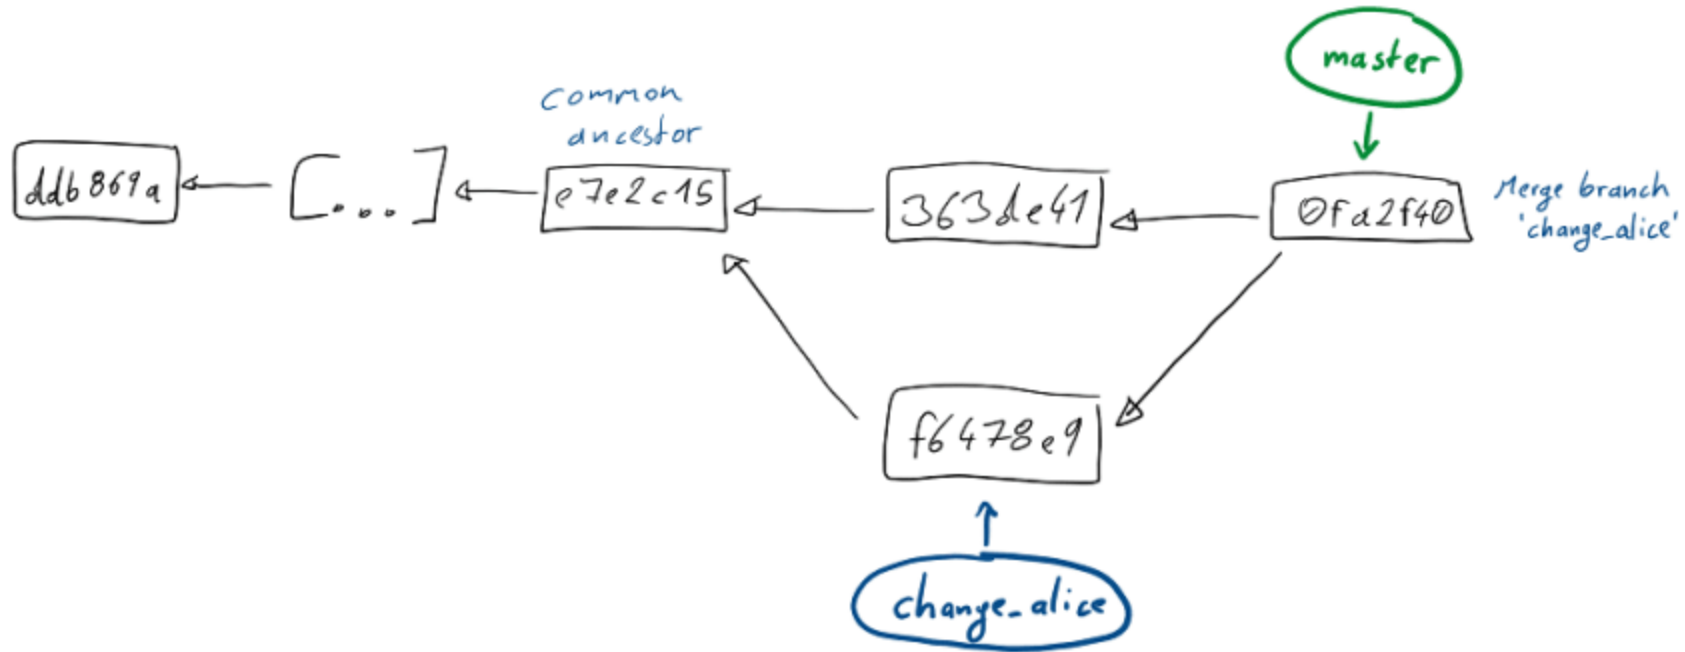 master
common
ancestor
ddb869a
[...]
e7e2c15
363de41
0fa2f40
Merge branch
'change_alice'
f6478e9
change_alice